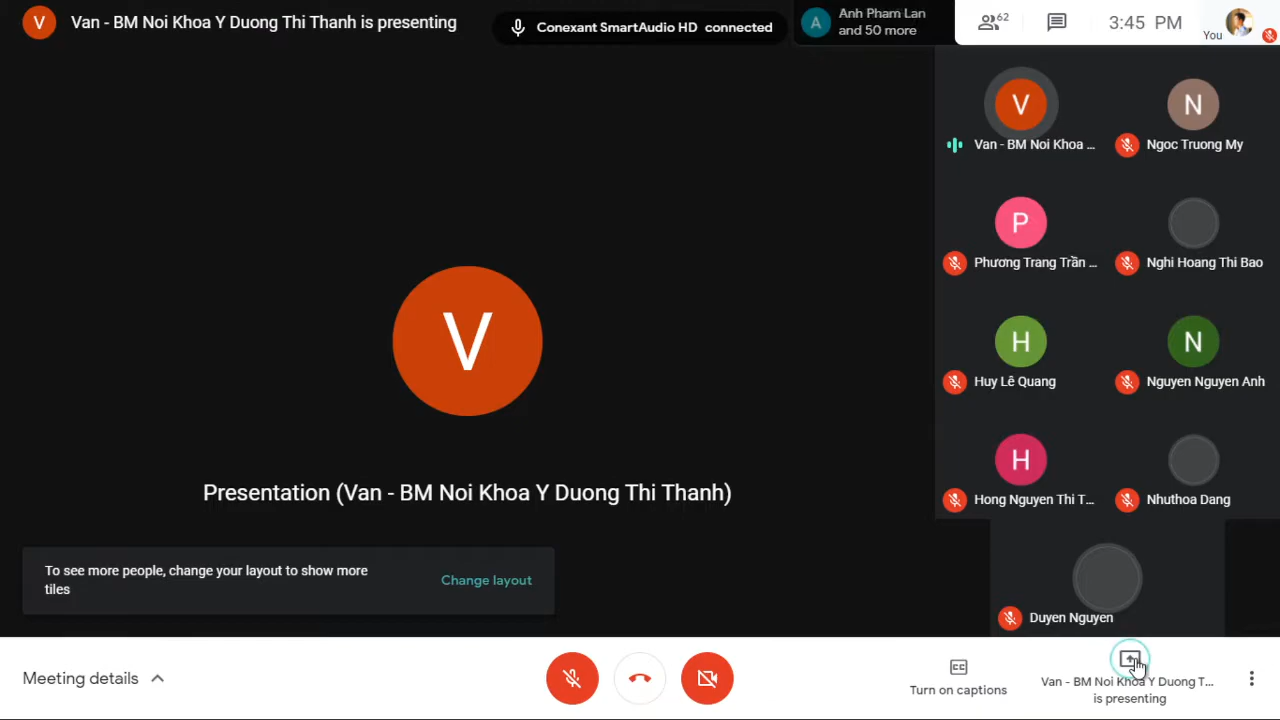 V
Van - BM Noi Khoa Y Duong Thi Thanh is presenting
Conexant SmartAudio HD connected
A
Anh Pham Lan
and 50 more
62
3:45 PM
You
V
Van - BM Noi Khoa ...
N
Ngoc Truong My
P
Phương Trang Trần ...
Nghi Hoang Thi Bao
H
Huy Lê Quang
N
Nguyen Nguyen Anh
H
Hong Nguyen Thi T...
Nhuthoa Dang
Duyen Nguyen
V
Presentation (Van - BM Noi Khoa Y Duong Thi Thanh)
To see more people, change your layout to show more
tiles
Change layout
Meeting details
CC
Turn on captions
Van - BM Noi Khoa Y Duong T...
is presenting